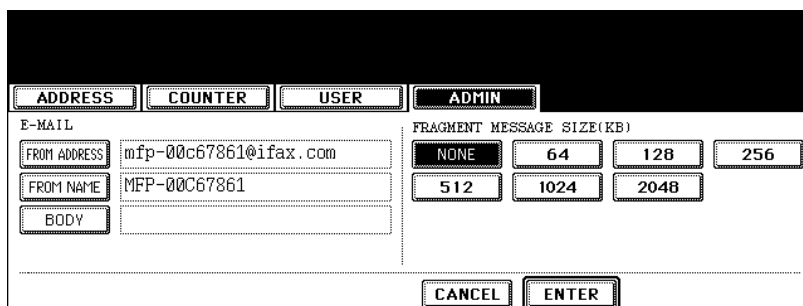 ADDRESS COUNTER USER ADMIN
E-MAIL
FROM ADDRESS mfp-00c67861@ifax.com
FROM NAME MFP-00C67861
BODY
FRAGMENT MESSAGE SIZE(KB)
NONE 64 128 256
512 1024 2048
CANCEL ENTER